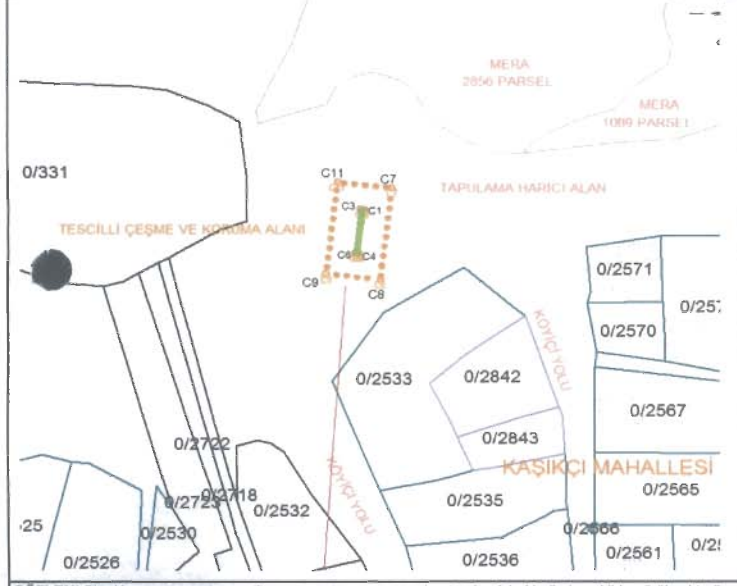 MERA
2856 PARSEL
MERA
1089 PARSEL
0/331
C11
C7
TAPULAMA HARİCİ ALAN
C3
C1
TESCİLLİ ÇEŞME VE KORUMA ALANI
C6
C4
C9
C8
0/2571
0/2570
KÖYİÇİ YOLU
0/2533
0/2842
0/2567
0/2843
0/2722
KAŞIKÇI MAHALLESİ
KÖYİÇİ YOLU
0/2723
0/2718
0/2532
0/2535
0/2565
0/2566
0/2530
0/2526
0/2536
0/2561